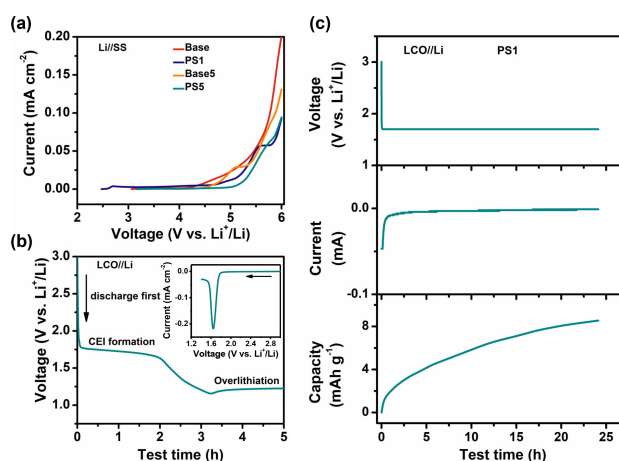 (a)
Li//SS
Base
PS1
Base5
PS5
Current (mA cm⁻²)
0.20
0.15
0.10
0.05
0.00
2 3 4 5 6
Voltage (V vs. Li⁺/Li)
(b)
LCO//Li
discharge first
CEI formation
Overlithiation
Voltage (V vs. Li⁺/Li)
3.0
2.5
2.0
1.5
1.0
0 1 2 3 4 5
Test time (h)
Current (mA cm⁻²)
0.0
-0.1
-0.2
1.2 1.6 2.0 2.4 2.8
Voltage (V vs. Li⁺/Li)
(c)
LCO//Li PS1
Voltage
(V vs. Li⁺/Li)
3
2
1
Current
(mA)
0.0
-0.1
Capacity
(mAh g⁻¹)
8
4
0
0 5 10 15 20 25
Test time (h)